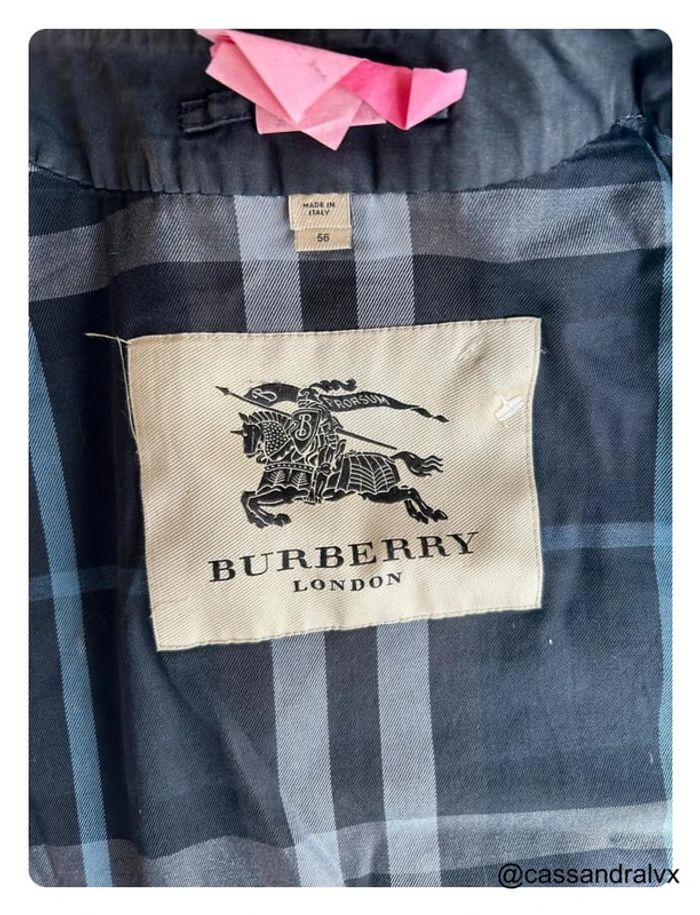 MADE IN
ITALY
56
B PRORSUM
B
BURBERRY
LONDON
@cassandralvx